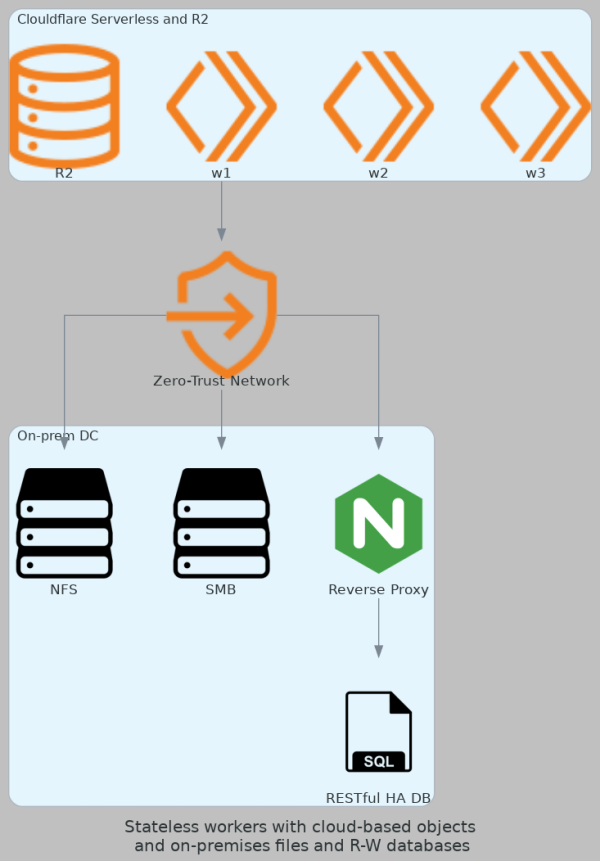 Clouldflare Serverless and R2
R2
w1
w2
w3
Zero-Trust Network
On-prem DC
NFS
SMB
N
Reverse Proxy
SQL
RESTful HA DB
Stateless workers with cloud-based objects
and on-premises files and R-W databases